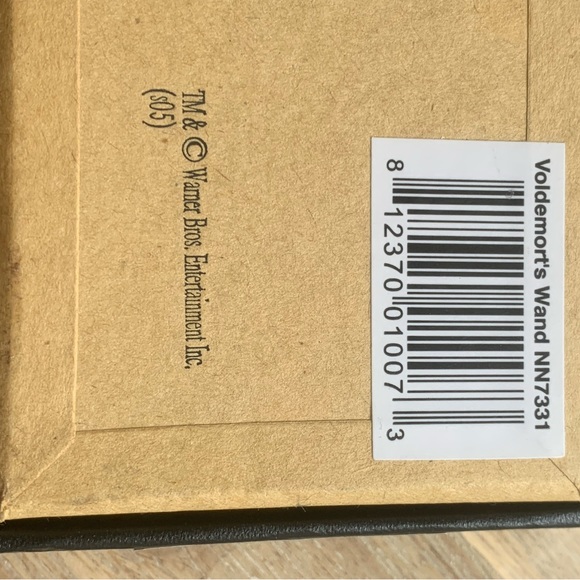 TM & © Warner Bros. Entertainment Inc.
(s05)
Voldemort's Wand NN7331
8 12370 01007 3